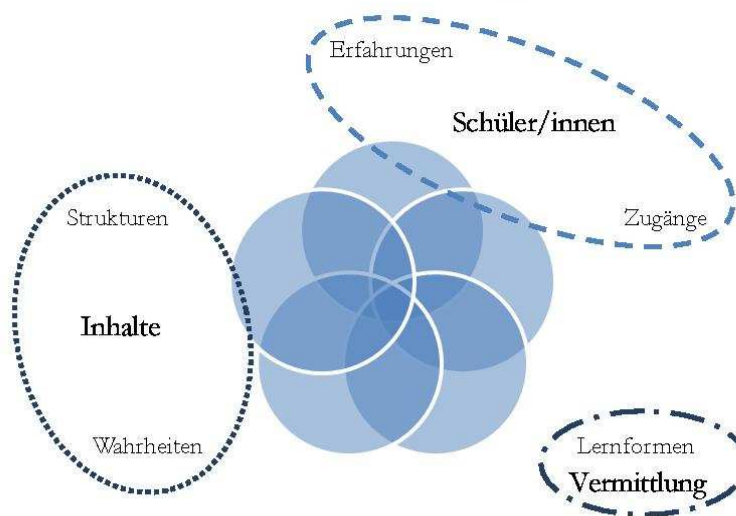 Erfahrungen
Schüler/innen
Zugänge
Strukturen
Inhalte
Wahrheiten
Lernformen
Vermittlung